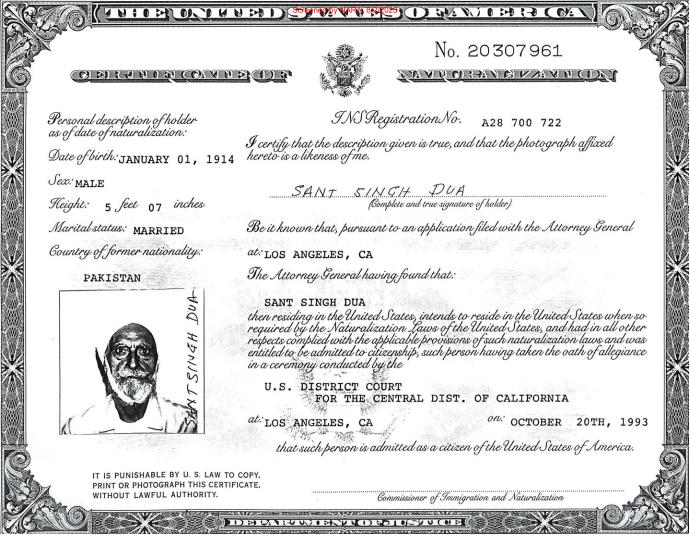 THE UNITED STATES OF AMERICA
No. 20307961
CERTIFICATE OF NATURALIZATION
Personal description of holder
as of date of naturalization:
Date of birth: JANUARY 01, 1914
Sex: MALE
Height: 5 feet 07 inches
Marital status: MARRIED
Country of former nationality:
PAKISTAN
SANT SINGH DUA
INS Registration No. A28 700 722
I certify that the description given is true, and that the photograph affixed
hereto is a likeness of me.
SANT SINGH DUA
(Complete and true signature of holder)
Be it known that, pursuant to an application filed with the Attorney General
at: LOS ANGELES, CA
The Attorney General having found that:
SANT SINGH DUA
then residing in the United States, intends to reside in the United States when so
required by the Naturalization Laws of the United States, and had in all other
respects complied with the applicable provisions of such naturalization laws and was
entitled to be admitted to citizenship, such person having taken the oath of allegiance
in a ceremony conducted by the
U.S. DISTRICT COURT
FOR THE CENTRAL DIST. OF CALIFORNIA
at: LOS ANGELES, CA on: OCTOBER 20TH, 1993
that such person is admitted as a citizen of the United States of America.
IT IS PUNISHABLE BY U. S. LAW TO COPY,
PRINT OR PHOTOGRAPH THIS CERTIFICATE,
WITHOUT LAWFUL AUTHORITY.
Commissioner of Immigration and Naturalization
DEPARTMENT OF JUSTICE